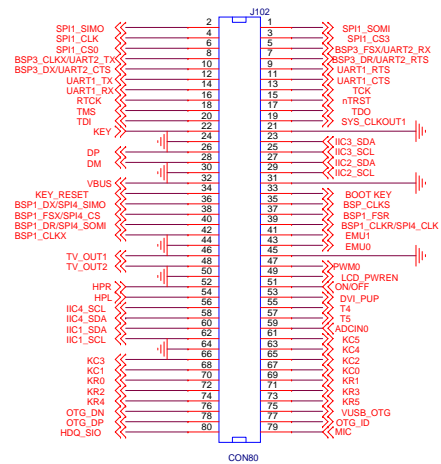 J102
SPI1_SIMO 2 1 SPI1_SOMI
SPI1_CLK 4 3 SPI1_CS3
SPI1_CS0 6 5 BSP3_FSX/UART2_RX
BSP3_CLKX/UART2_TX 8 7 BSP3_DR/UART2_RTS
BSP3_DX/UART2_CTS 10 9 UART1_RTS
UART1_TX 12 11 UART1_CTS
UART1_RX 14 13 TCK
RTCK 16 15 nTRST
TMS 18 17 TDO
TDI 20 19 SYS_CLKOUT1
KEY 22 21
24 23 IIC3_SDA
DP 26 25 IIC3_SCL
DM 28 27 IIC2_SDA
30 29 IIC2_SCL
VBUS 32 31
KEY_RESET 34 33 BOOT KEY
BSP1_DX/SPI4_SIMO 36 35 BSP_CLKS
BSP1_FSX/SPI4_CS 38 37 BSP1_FSR
BSP1_DR/SPI4_SOMI 40 39 BSP1_CLKR/SPI4_CLK
BSP1_CLKX 42 41 EMU1
44 43 EMU0
TV_OUT1 46 45
TV_OUT2 48 47 PWM0
50 49 LCD_PWREN
HPR 52 51 ON/OFF
HPL 54 53 DVI_PUP
IIC4_SCL 56 55 T4
IIC4_SDA 58 57 T5
IIC1_SDA 60 59 ADCIN0
IIC1_SCL 62 61 KC5
64 63 KC4
KC3 66 65 KC2
KC1 68 67 KC0
KR0 70 69 KR1
KR2 72 71 KR3
KR4 74 73 KR5
OTG_DN 76 75 VUSB_OTG
OTG_DP 78 77 OTG_ID
HDQ_SIO 80 79 MIC
CON80